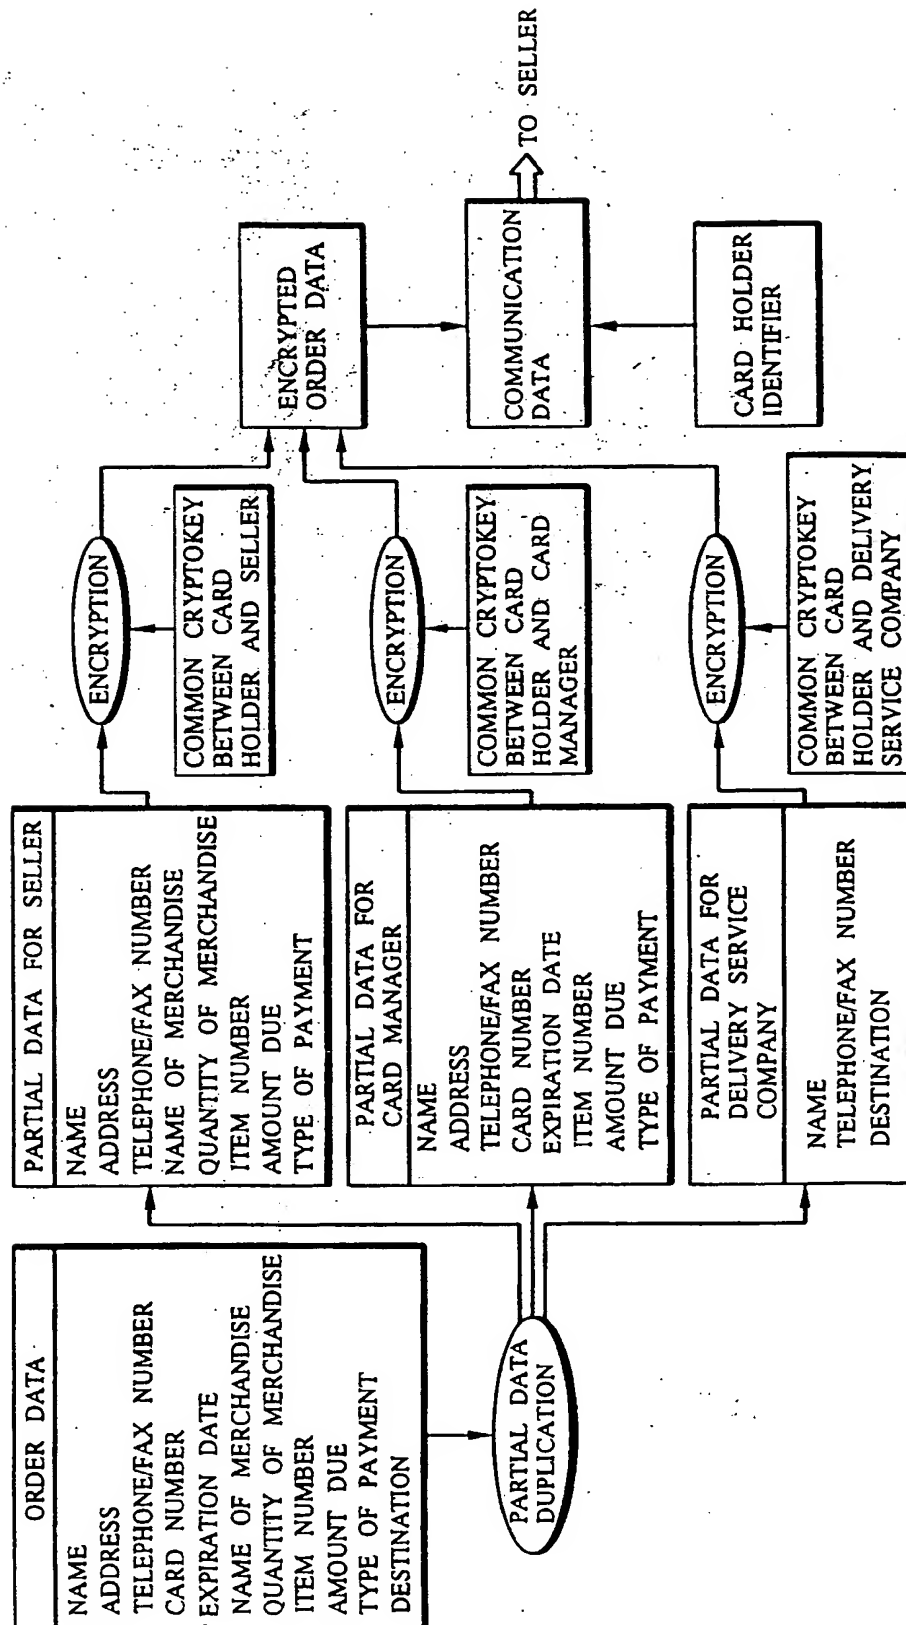 ORDER DATA
NAME
ADDRESS
TELEPHONE/FAX NUMBER
CARD NUMBER
EXPIRATION DATE
NAME OF MERCHANDISE
QUANTITY OF MERCHANDISE
ITEM NUMBER
AMOUNT DUE
TYPE OF PAYMENT
DESTINATION
PARTIAL DATA
DUPLICATION
PARTIAL DATA FOR SELLER
NAME
ADDRESS
TELEPHONE/FAX NUMBER
NAME OF MERCHANDISE
QUANTITY OF MERCHANDISE
ITEM NUMBER
AMOUNT DUE
TYPE OF PAYMENT
PARTIAL DATA FOR
CARD MANAGER
NAME
ADDRESS
TELEPHONE/FAX NUMBER
CARD NUMBER
EXPIRATION DATE
ITEM NUMBER
AMOUNT DUE
TYPE OF PAYMENT
PARTIAL DATA FOR
DELIVERY SERVICE
COMPANY
NAME
TELEPHONE/FAX NUMBER
DESTINATION
ENCRYPTION
COMMON CRYPTOKEY
BETWEEN CARD
HOLDER AND SELLER
ENCRYPTION
COMMON CRYPTOKEY
BETWEEN CARD
HOLDER AND CARD
MANAGER
ENCRYPTION
COMMON CRYPTOKEY
BETWEEN CARD
HOLDER AND DELIVERY
SERVICE COMPANY
ENCRYPTED
ORDER DATA
COMMUNICATION
DATA
CARD HOLDER
IDENTIFIER
TO SELLER